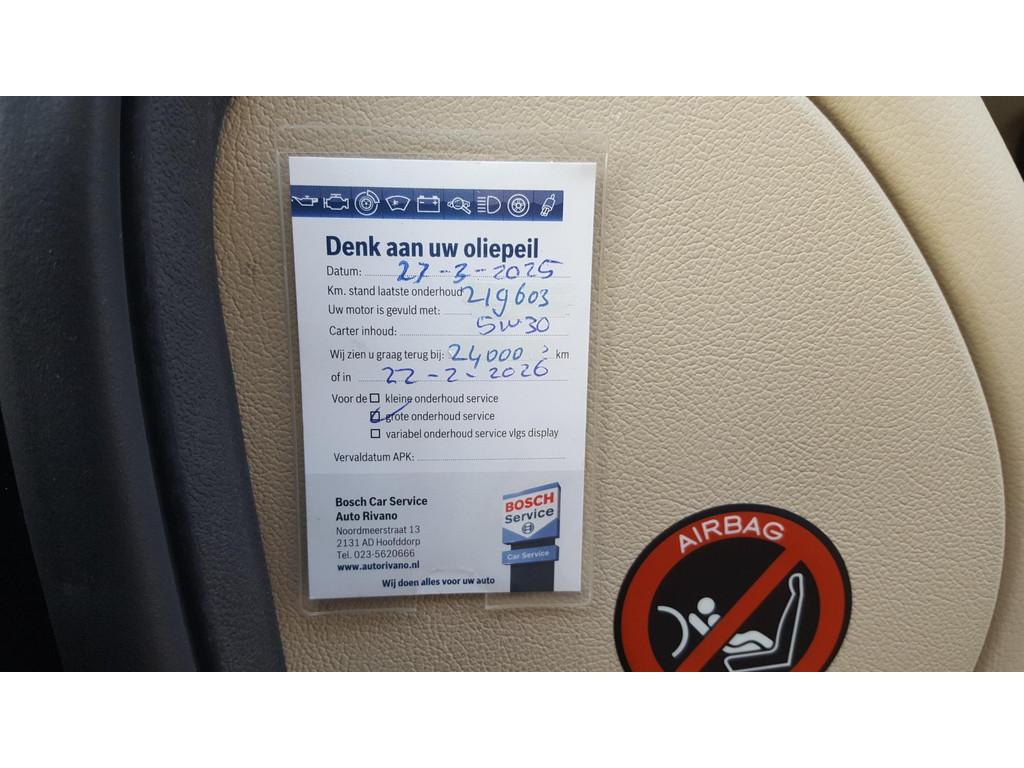 Denk aan uw oliepeil
Datum: 27-3-2025
Km. stand laatste onderhoud 219603
Uw motor is gevuld met:
Carter inhoud: 5w30
Wij zien u graag terug bij: 24000 km
of in 22-2-2026
Voor de kleine onderhoud service
grote onderhoud service
variabel onderhoud service vlgs display
Vervaldatum APK:
Bosch Car Service
Auto Rivano
Noordmeerstraat 13
2131 AD Hoofddorp
Tel. 023-5620666
www.autorivano.nl
Wij doen alles voor uw auto
BOSCH
Service
Car Service
AIRBAG